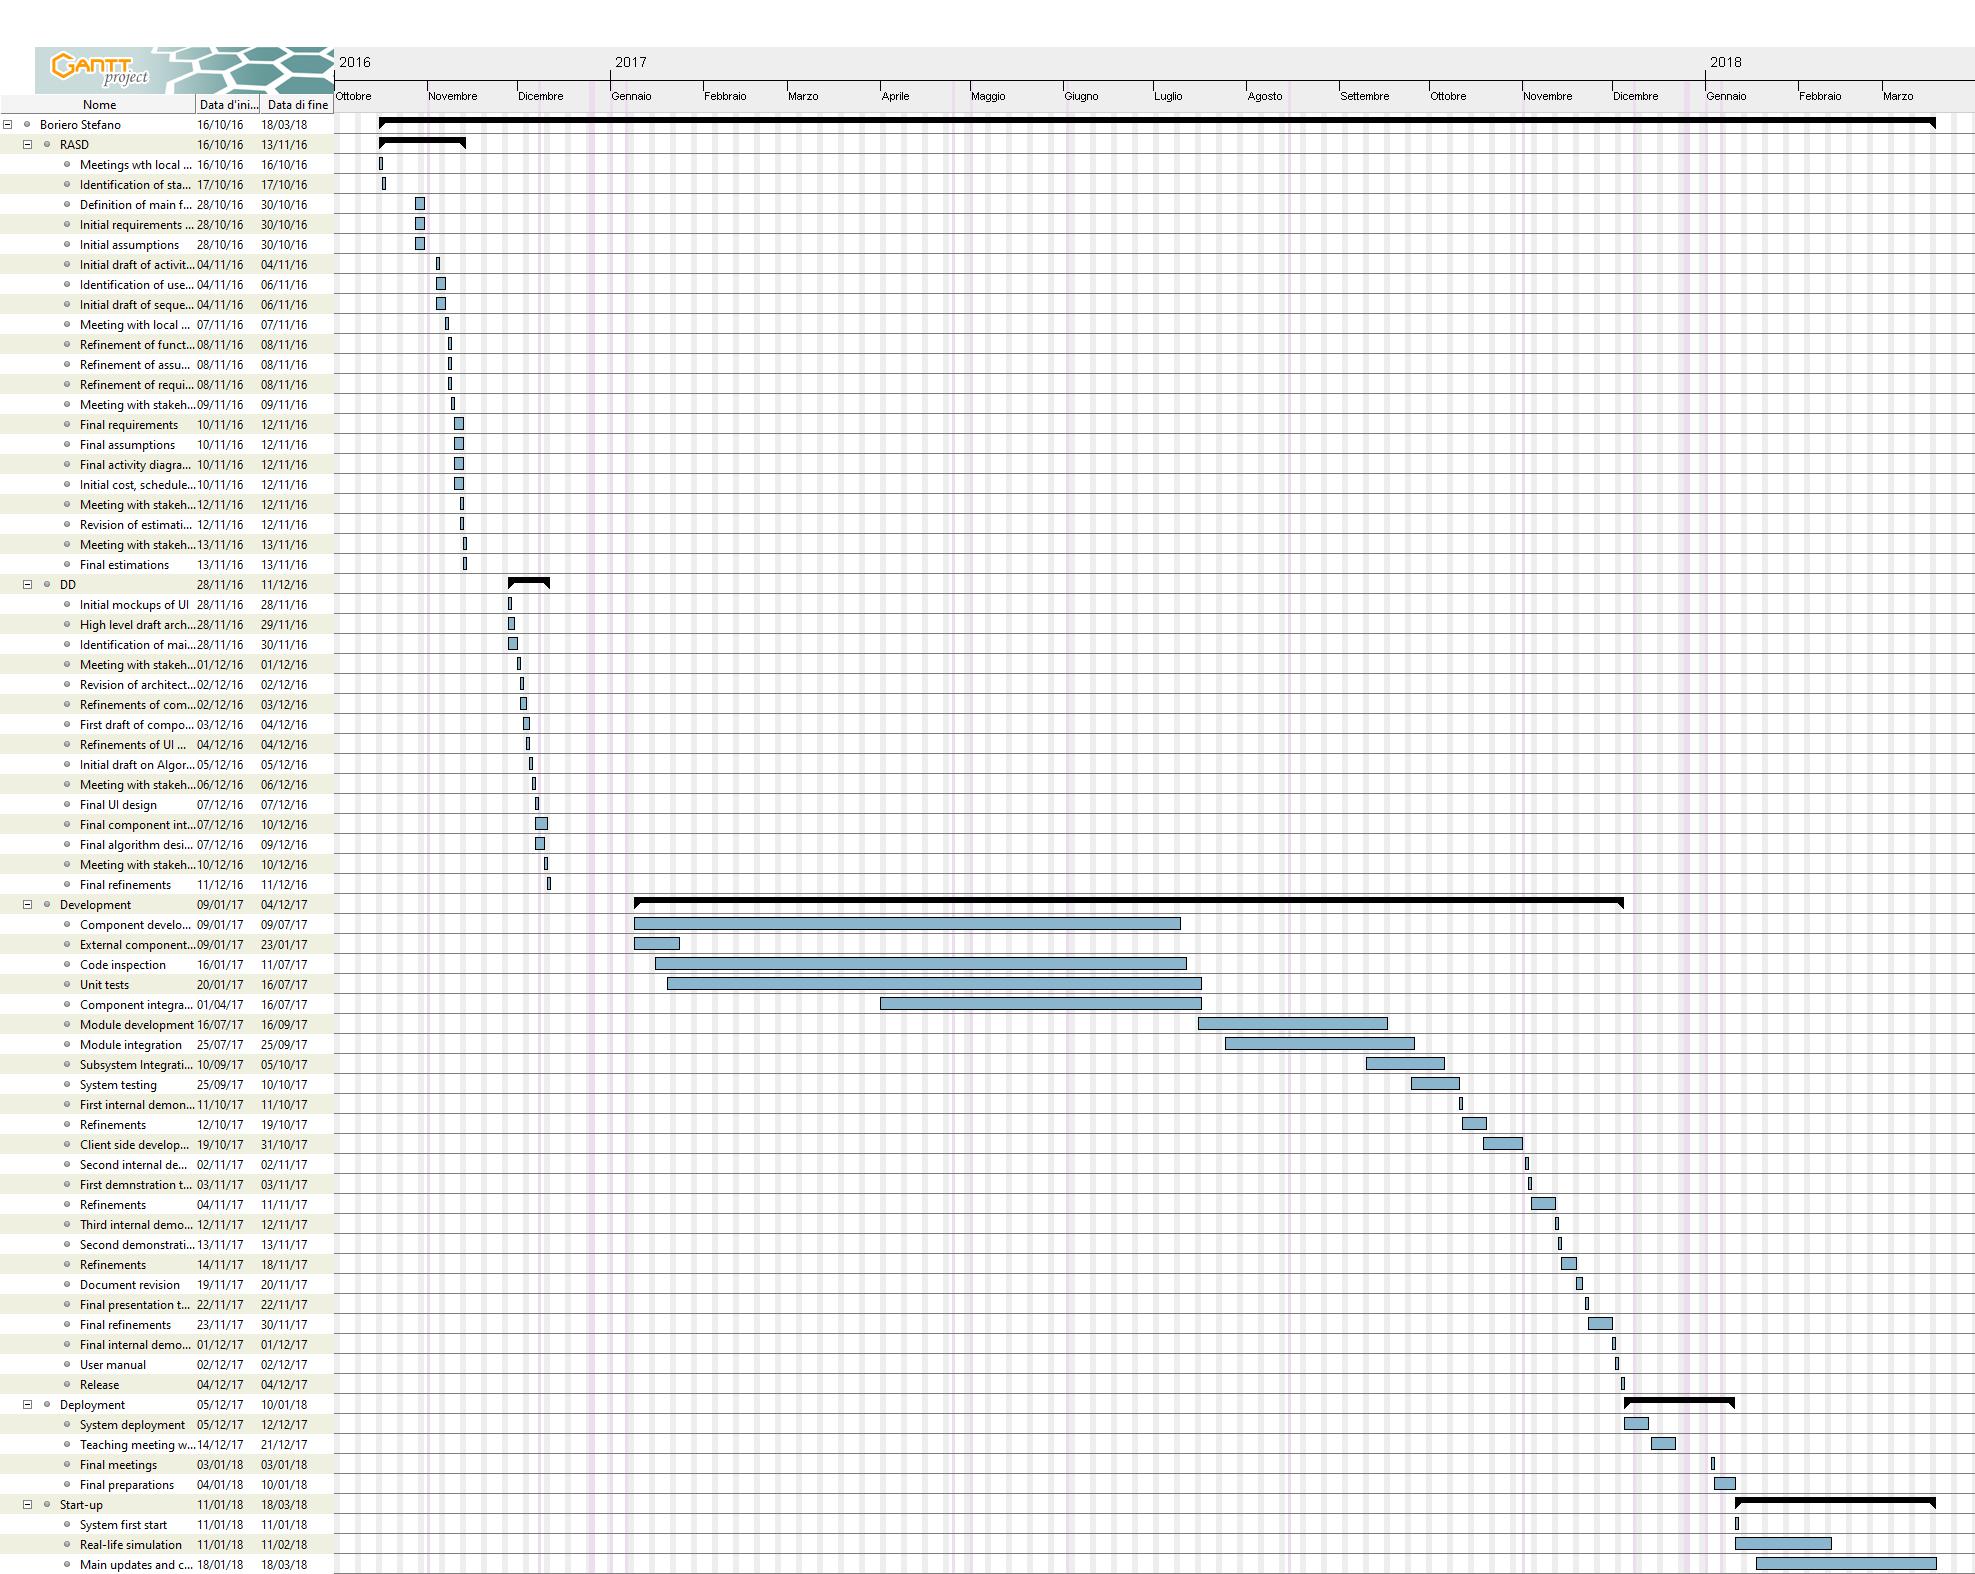 GANTT
project
2016 2017 2018
Ottobre Novembre Dicembre Gennaio Febbraio Marzo Aprile Maggio Giugno Luglio Agosto Settembre Ottobre Novembre Dicembre Gennaio Febbraio Marzo
Nome Data d'ini... Data di fine
Boriero Stefano 16/10/16 18/03/18
RASD 16/10/16 13/11/16
Meetings wth local ... 16/10/16 16/10/16
Identification of sta... 17/10/16 17/10/16
Definition of main f... 28/10/16 30/10/16
Initial requirements ... 28/10/16 30/10/16
Initial assumptions 28/10/16 30/10/16
Initial draft of activit... 04/11/16 04/11/16
Identification of use... 04/11/16 06/11/16
Initial draft of seque... 04/11/16 06/11/16
Meeting with local ... 07/11/16 07/11/16
Refinement of funct... 08/11/16 08/11/16
Refinement of assu... 08/11/16 08/11/16
Refinement of requi... 08/11/16 08/11/16
Meeting with stakeh... 09/11/16 09/11/16
Final requirements 10/11/16 12/11/16
Final assumptions 10/11/16 12/11/16
Final activity diagra... 10/11/16 12/11/16
Initial cost, schedule... 10/11/16 12/11/16
Meeting with stakeh... 12/11/16 12/11/16
Revision of estimati... 12/11/16 12/11/16
Meeting with stakeh... 13/11/16 13/11/16
Final estimations 13/11/16 13/11/16
DD 28/11/16 11/12/16
Initial mockups of UI 28/11/16 28/11/16
High level draft arch... 28/11/16 29/11/16
Identification of mai... 28/11/16 30/11/16
Meeting with stakeh... 01/12/16 01/12/16
Revision of architect... 02/12/16 02/12/16
Refinements of com... 02/12/16 03/12/16
First draft of compo... 03/12/16 04/12/16
Refinements of UI ... 04/12/16 04/12/16
Initial draft on Algor... 05/12/16 05/12/16
Meeting with stakeh... 06/12/16 06/12/16
Final UI design 07/12/16 07/12/16
Final component int... 07/12/16 10/12/16
Final algorithm desi... 07/12/16 09/12/16
Meeting with stakeh... 10/12/16 10/12/16
Final refinements 11/12/16 11/12/16
Development 09/01/17 04/12/17
Component develo... 09/01/17 09/07/17
External component... 09/01/17 23/01/17
Code inspection 16/01/17 11/07/17
Unit tests 20/01/17 16/07/17
Component integra... 01/04/17 16/07/17
Module development 16/07/17 16/09/17
Module integration 25/07/17 25/09/17
Subsystem Integrati... 10/09/17 05/10/17
System testing 25/09/17 10/10/17
First internal demon... 11/10/17 11/10/17
Refinements 12/10/17 19/10/17
Client side develop... 19/10/17 31/10/17
Second internal de... 02/11/17 02/11/17
First demnstration t... 03/11/17 03/11/17
Refinements 04/11/17 11/11/17
Third internal demo... 12/11/17 12/11/17
Second demonstrati... 13/11/17 13/11/17
Refinements 14/11/17 18/11/17
Document revision 19/11/17 20/11/17
Final presentation t... 22/11/17 22/11/17
Final refinements 23/11/17 30/11/17
Final internal demo... 01/12/17 01/12/17
User manual 02/12/17 02/12/17
Release 04/12/17 04/12/17
Deployment 05/12/17 10/01/18
System deployment 05/12/17 12/12/17
Teaching meeting w... 14/12/17 21/12/17
Final meetings 03/01/18 03/01/18
Final preparations 04/01/18 10/01/18
Start-up 11/01/18 18/03/18
System first start 11/01/18 11/01/18
Real-life simulation 11/01/18 11/02/18
Main updates and c... 18/01/18 18/03/18